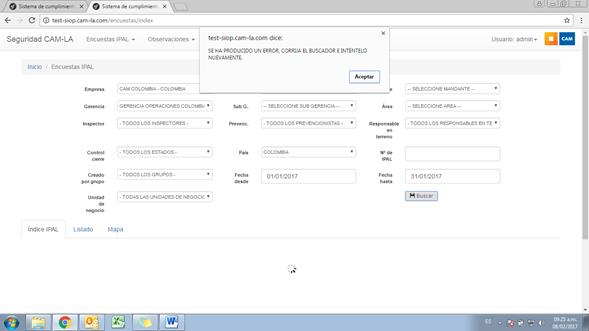 Sistema de cumplimiento
Sistema de cumplimiento
test-siop.cam-la.com/encuestas/index
test-siop.cam-la.com dice:
SE HA PRODUCIDO UN ERROR, CORRIJA EL BUSCADOR E INTÉNTELO
NUEVAMENTE.
Aceptar
Seguridad CAM-LA
Encuestas IPAL
Observaciones
Usuario: admin
CAM
Inicio / Encuestas IPAL
Empresa
CAM COLOMBIA - COLOMBIA
-- SELECCIONE MANDANTE --
Gerencia
GERENCIA OPERACIONES COLOMBIA
Sub G.
-- SELECCIONE SUB GERENCIA --
Área
-- SELECCIONE AREA --
Inspector
- TODOS LOS INSPECTORES -
Prevenc.
- TODOS LOS PREVENCIONISTAS -
Responsable
en
terreno
- TODOS LOS RESPONSABLES EN TE
Control
cierre
- TODOS LOS ESTADOS -
País
COLOMBIA
Nº de
IPAL
Creado
por grupo
- TODOS LOS GRUPOS -
Fecha
desde
01/01/2017
Fecha
hasta
31/01/2017
Unidad
de
negocio
- TODAS LAS UNIDADES DE NEGOCIO
Buscar
Índice IPAL
Listado
Mapa
ES
09:25 a.m.
08/02/2017